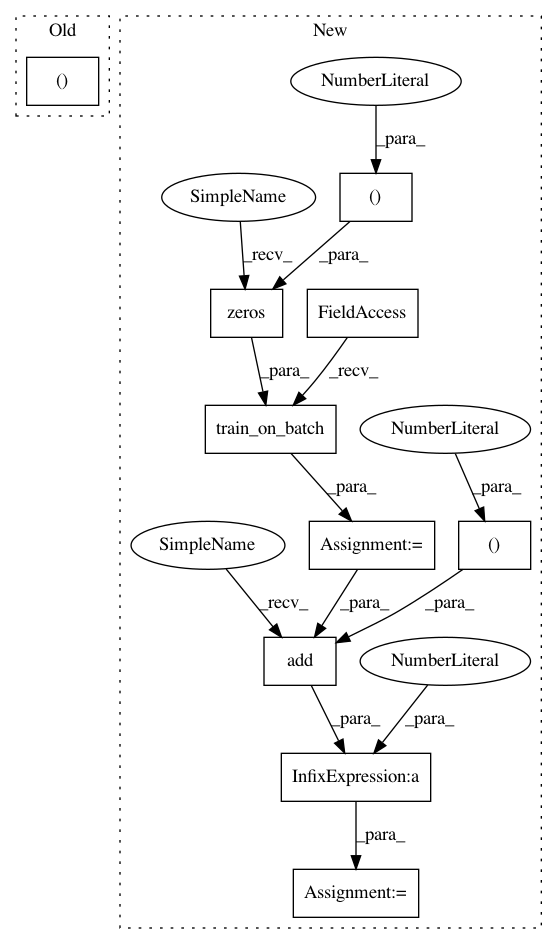 Old
New
()
NumberLiteral
_para_
SimpleName
()
_recv_
_para_
zeros
FieldAccess
_para_
_recv_
train_on_batch
NumberLiteral
_para_
_para_
SimpleName
Assignment:=
()
_recv_
_para_
_para_
add
NumberLiteral
_para_
_para_
InfixExpression:a
_para_
Assignment:=